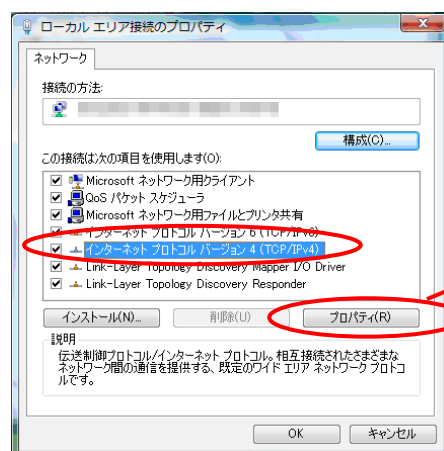 ローカル エリア接続のプロパティ
ネットワーク
接続の方法:
構成(C)...
この接続は次の項目を使用します(O):
Microsoft ネットワーク用クライアント
QoS パケット スケジューラ
Microsoft ネットワーク用ファイルとプリンタ共有
インターネット プロトコル バージョン 6 (TCP/IPv6)
インターネット プロトコル バージョン 4 (TCP/IPv4)
Link-Layer Topology Discovery Mapper I/O Driver
Link-Layer Topology Discovery Responder
インストール(N)... 削除(U) プロパティ(R)
説明
伝送制御プロトコル/インターネット プロトコル。相互接続されたさまざまな
ネットワーク間の通信を提供する、既定のワイド エリア ネットワーク プロトコ
ルです。
OK キャンセル